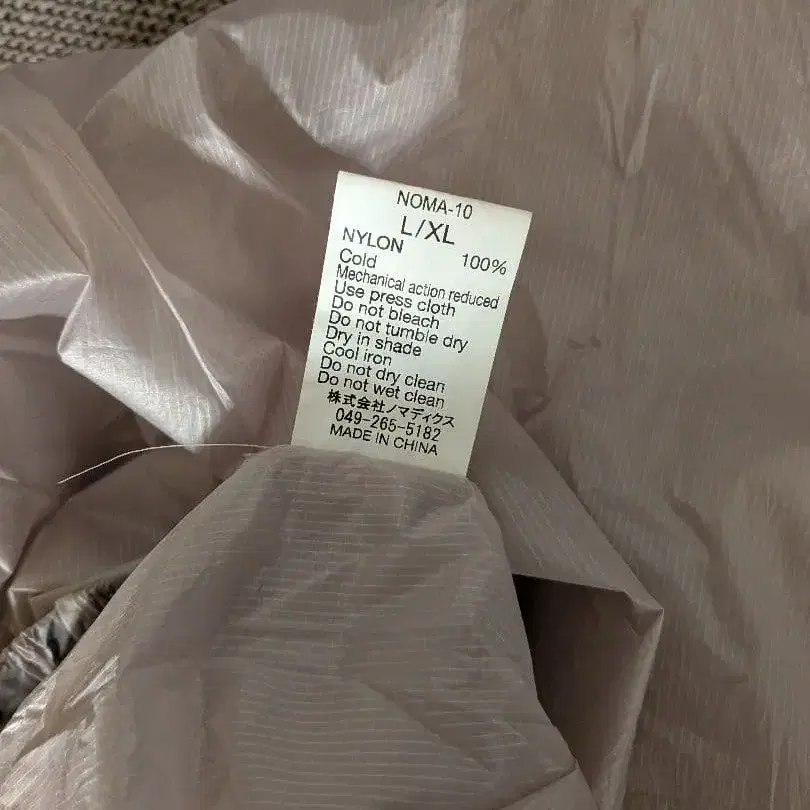 NOMA-10
L/XL
NYLON 100%
Cold
Mechanical action reduced
Use press cloth
Do not bleach
Do not tumble dry
Dry in shade
Cool iron
Do not dry clean
Do not wet clean
株式会社ノマディクス
049-265-5182
MADE IN CHINA